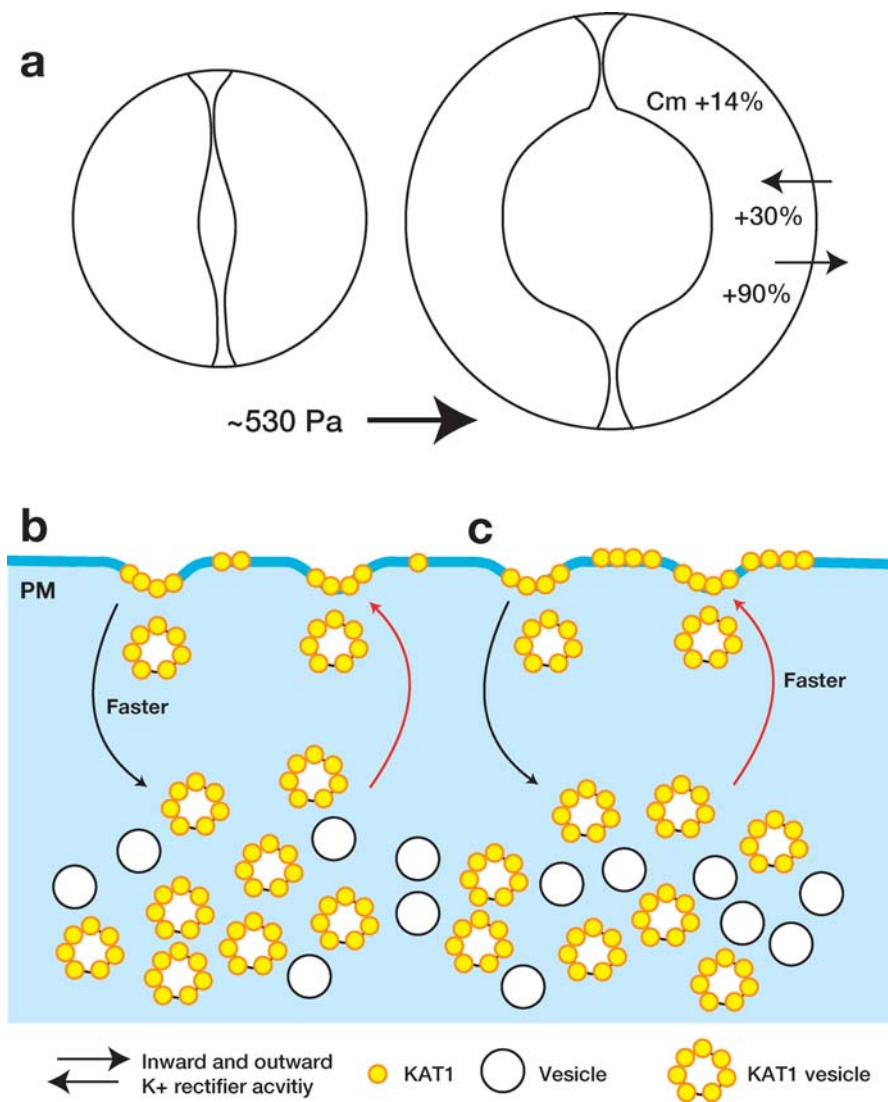 a
Cm +14%
+30%
+90%
~530 Pa
b
c
PM
Faster
Faster
Inward and outward
K+ rectifier acvitiy
KAT1
Vesicle
KAT1 vesicle